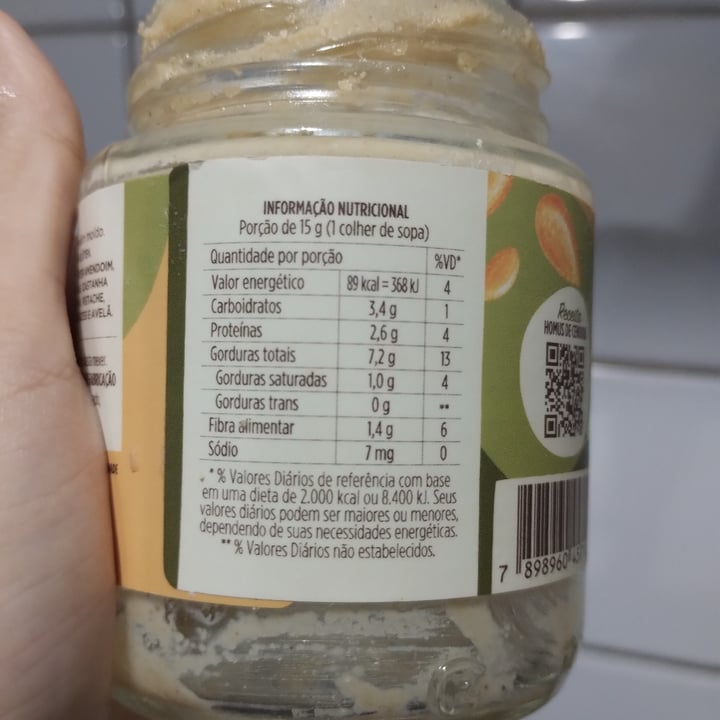 moído.
AMENDOIM,
CASTANHA
E AVELÃ.
INFORMAÇÃO NUTRICIONAL
Porção de 15 g (1 colher de sopa)
Quantidade por porção %VD*
Valor energético 89 kcal = 368 kJ 4
Carboidratos 3,4 g 1
Proteínas 2,6 g 4
Gorduras totais 7,2 g 13
Gorduras saturadas 1,0 g 4
Gorduras trans 0 g **
Fibra alimentar 1,4 g 6
Sódio 7 mg 0
* % Valores Diários de referência com base
em uma dieta de 2.000 kcal ou 8.400 kJ. Seus
valores diários podem ser maiores ou menores,
dependendo de suas necessidades energéticas.
** % Valores Diários não estabelecidos.
Receita
HOMUS DE
7 898960